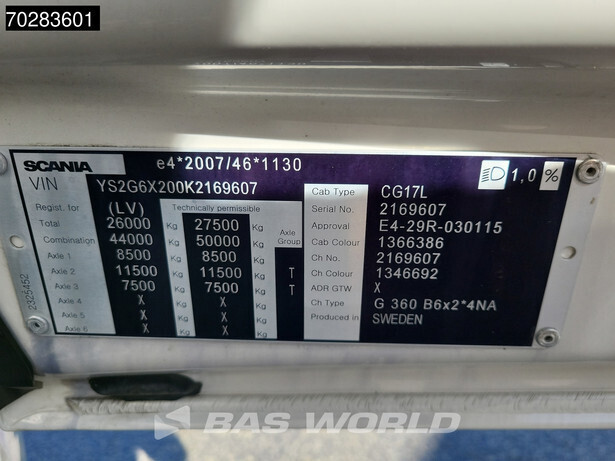 70283601
SCANIA e4*2007/46*1130 1,0 %
VIN YS2G6X200K2169607
Regist. for (LV) Technically permissible
Total 26000 Kg 27500 Kg Axle Group
Combination 44000 Kg 50000 Kg
Axle 1 8500 Kg 8500 Kg
Axle 2 11500 Kg 11500 Kg T
Axle 3 7500 Kg 7500 Kg T
Axle 4 X Kg X Kg
Axle 5 X Kg X Kg
Axle 6 X Kg X Kg
Cab Type CG17L
Serial No. 2169607
Approval E4-29R-030115
Cab Colour 1366386
Ch No. 2169607
Ch Colour 1346692
ADR GTW X
Ch Type G 360 B6x2*4NA
Produced in SWEDEN
2325452
BAS WORLD